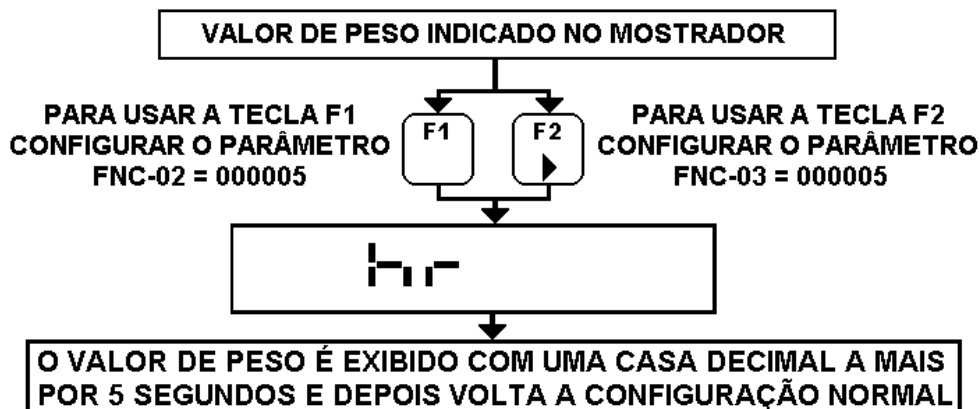 VALOR DE PESO INDICADO NO MOSTRADOR
PARA USAR A TECLA F1
CONFIGURAR O PARÂMETRO
FNC-02 = 000005
F1
F2
PARA USAR A TECLA F2
CONFIGURAR O PARÂMETRO
FNC-03 = 000005
hr
O VALOR DE PESO É EXIBIDO COM UMA CASA DECIMAL A MAIS
POR 5 SEGUNDOS E DEPOIS VOLTA A CONFIGURAÇÃO NORMAL